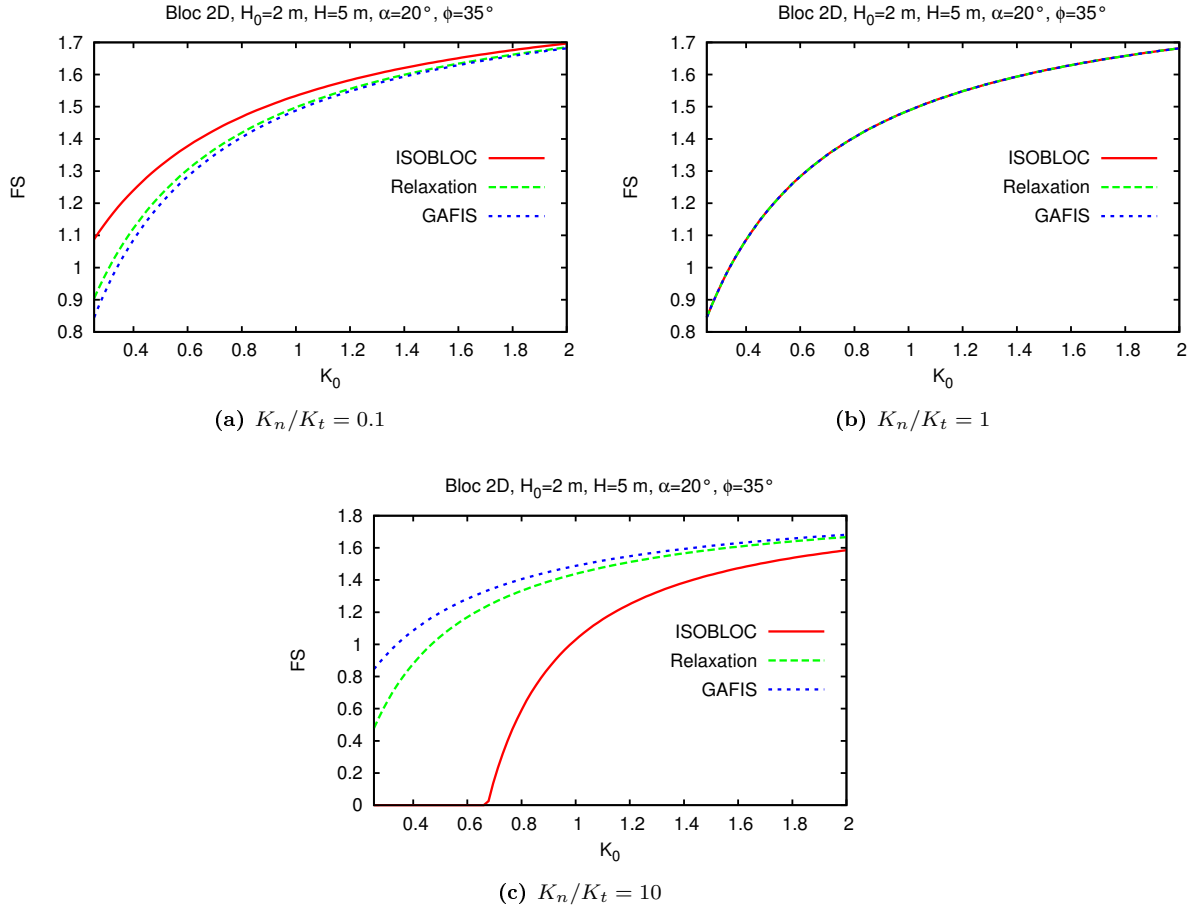 Bloc 2D, H0=2 m, H=5 m, α=20°, ϕ=35°
1.7
1.6
1.5
1.4
1.3
1.2
1.1
1
0.9
0.8
FS
ISOBLOC
Relaxation
GAFIS
0.4 0.6 0.8 1 1.2 1.4 1.6 1.8 2
K0
(a) Kn/Kt = 0.1
Bloc 2D, H0=2 m, H=5 m, α=20°, ϕ=35°
1.7
1.6
1.5
1.4
1.3
1.2
1.1
1
0.9
0.8
FS
ISOBLOC
Relaxation
GAFIS
0.4 0.6 0.8 1 1.2 1.4 1.6 1.8 2
K0
(b) Kn/Kt = 1
Bloc 2D, H0=2 m, H=5 m, α=20°, ϕ=35°
1.8
1.6
1.4
1.2
1
0.8
0.6
0.4
0.2
0
FS
ISOBLOC
Relaxation
GAFIS
0.4 0.6 0.8 1 1.2 1.4 1.6 1.8 2
K0
(c) Kn/Kt = 10